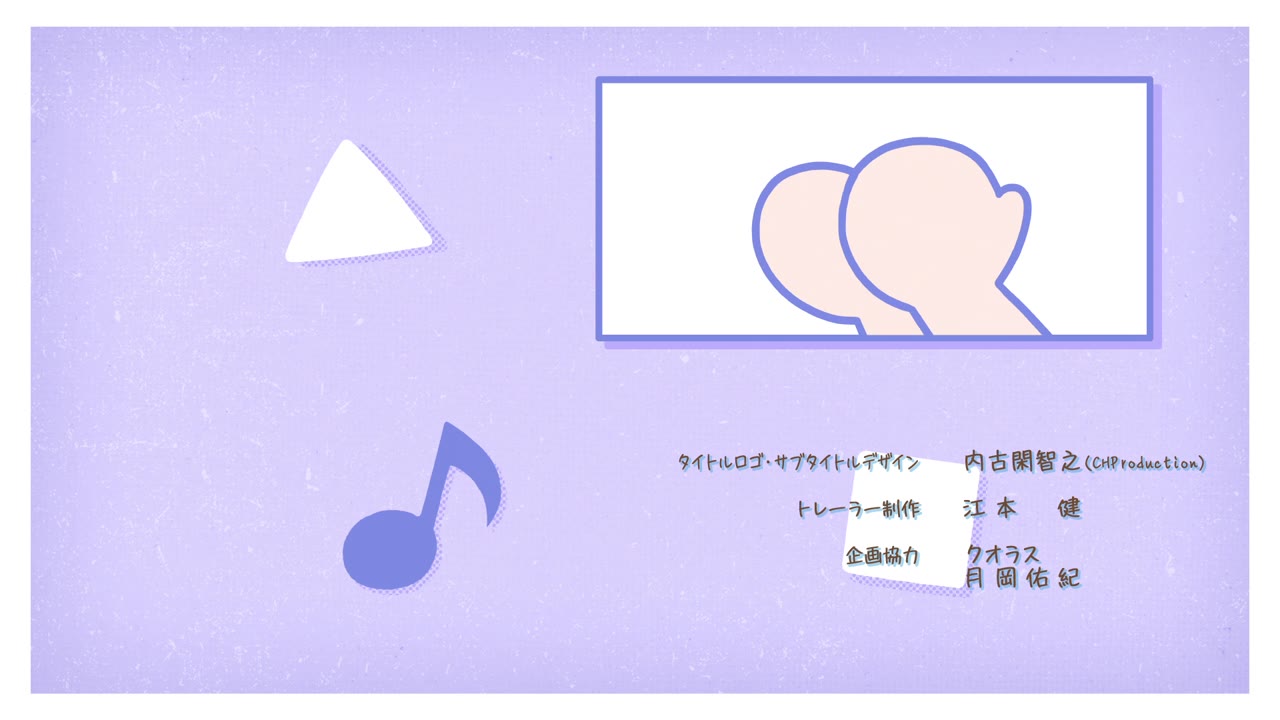 タイトルロゴ・サブタイトルデザイン 内古閑智之(CHProduction)
トレーラー制作 江本 健
企画協力 クオラス
月岡佑紀